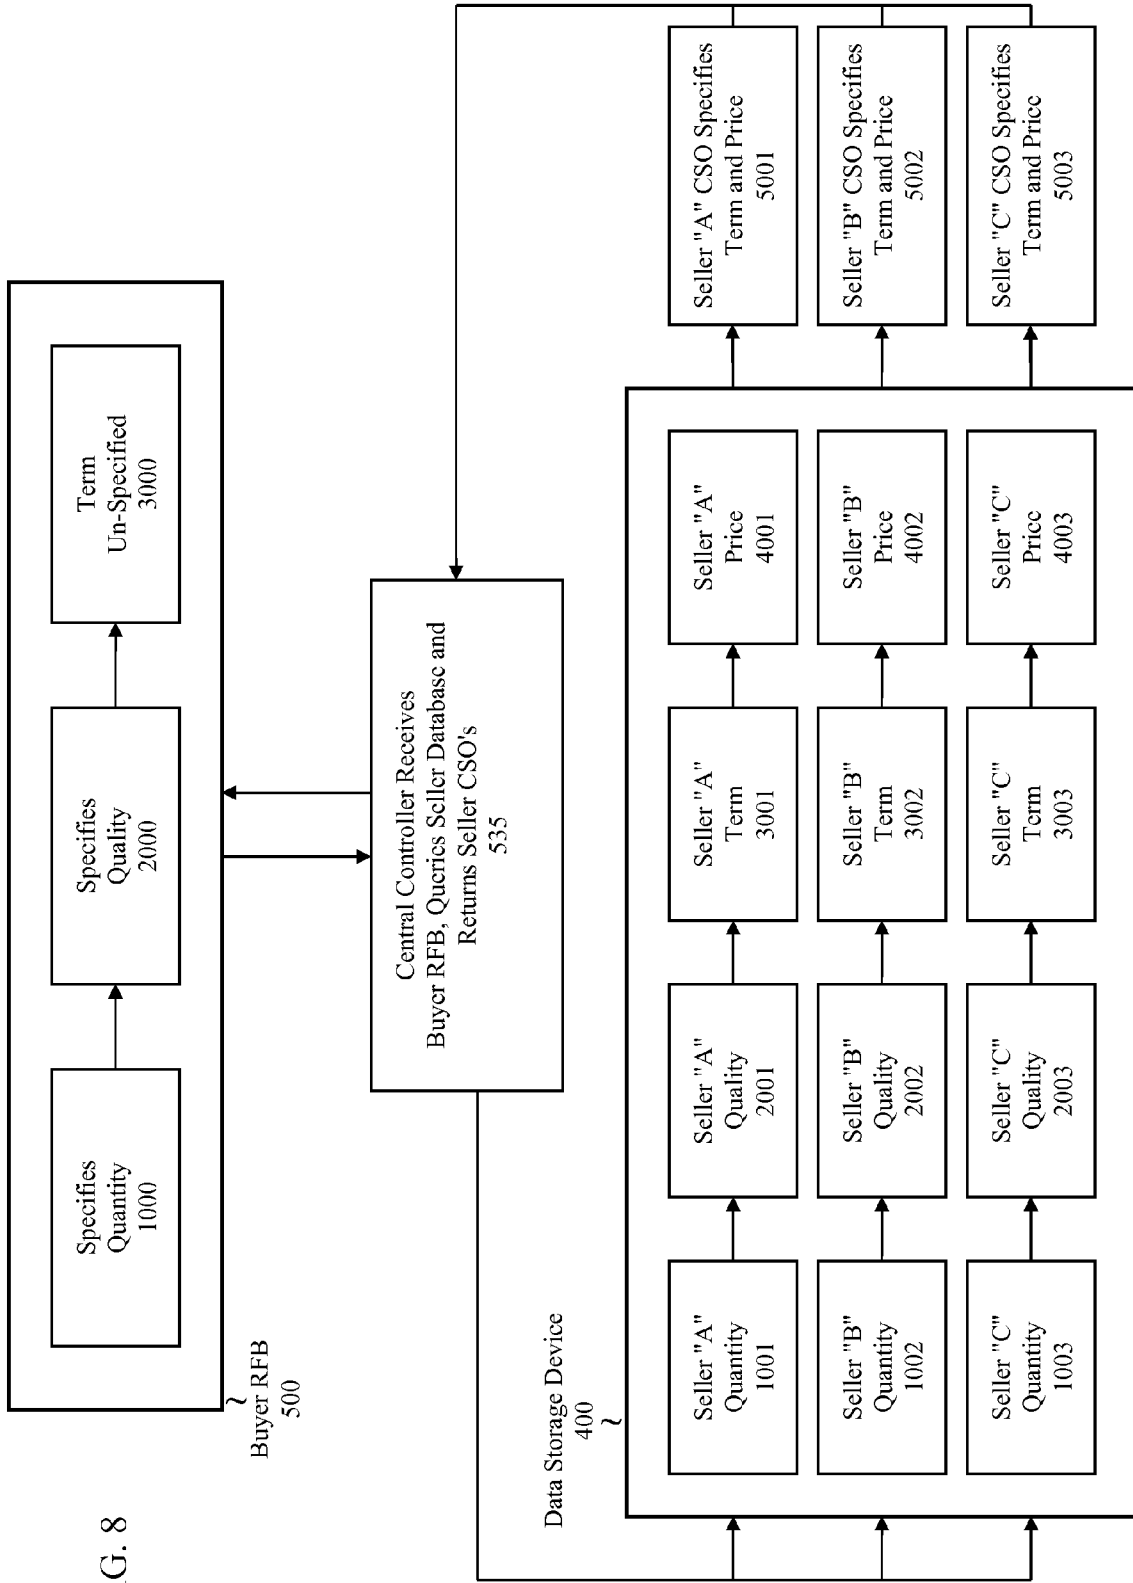 FIG. 8
Specifies
Quantity
1000
Specifies
Quality
2000
Term
Un-Specified
3000
Buyer RFB
500
Central Controller Receives
Buyer RFB, Queries Seller Database and
Returns Seller CSO's
535
Data Storage Device
400
Seller "A"
Quantity
1001
Seller "A"
Quality
2001
Seller "A"
Term
3001
Seller "A"
Price
4001
Seller "A" CSO Specifies
Term and Price
5001
Seller "B"
Quantity
1002
Seller "B"
Quality
2002
Seller "B"
Term
3002
Seller "B"
Price
4002
Seller "B" CSO Specifies
Term and Price
5002
Seller "C"
Quantity
1003
Seller "C"
Quality
2003
Seller "C"
Term
3003
Seller "C"
Price
4003
Seller "C" CSO Specifies
Term and Price
5003